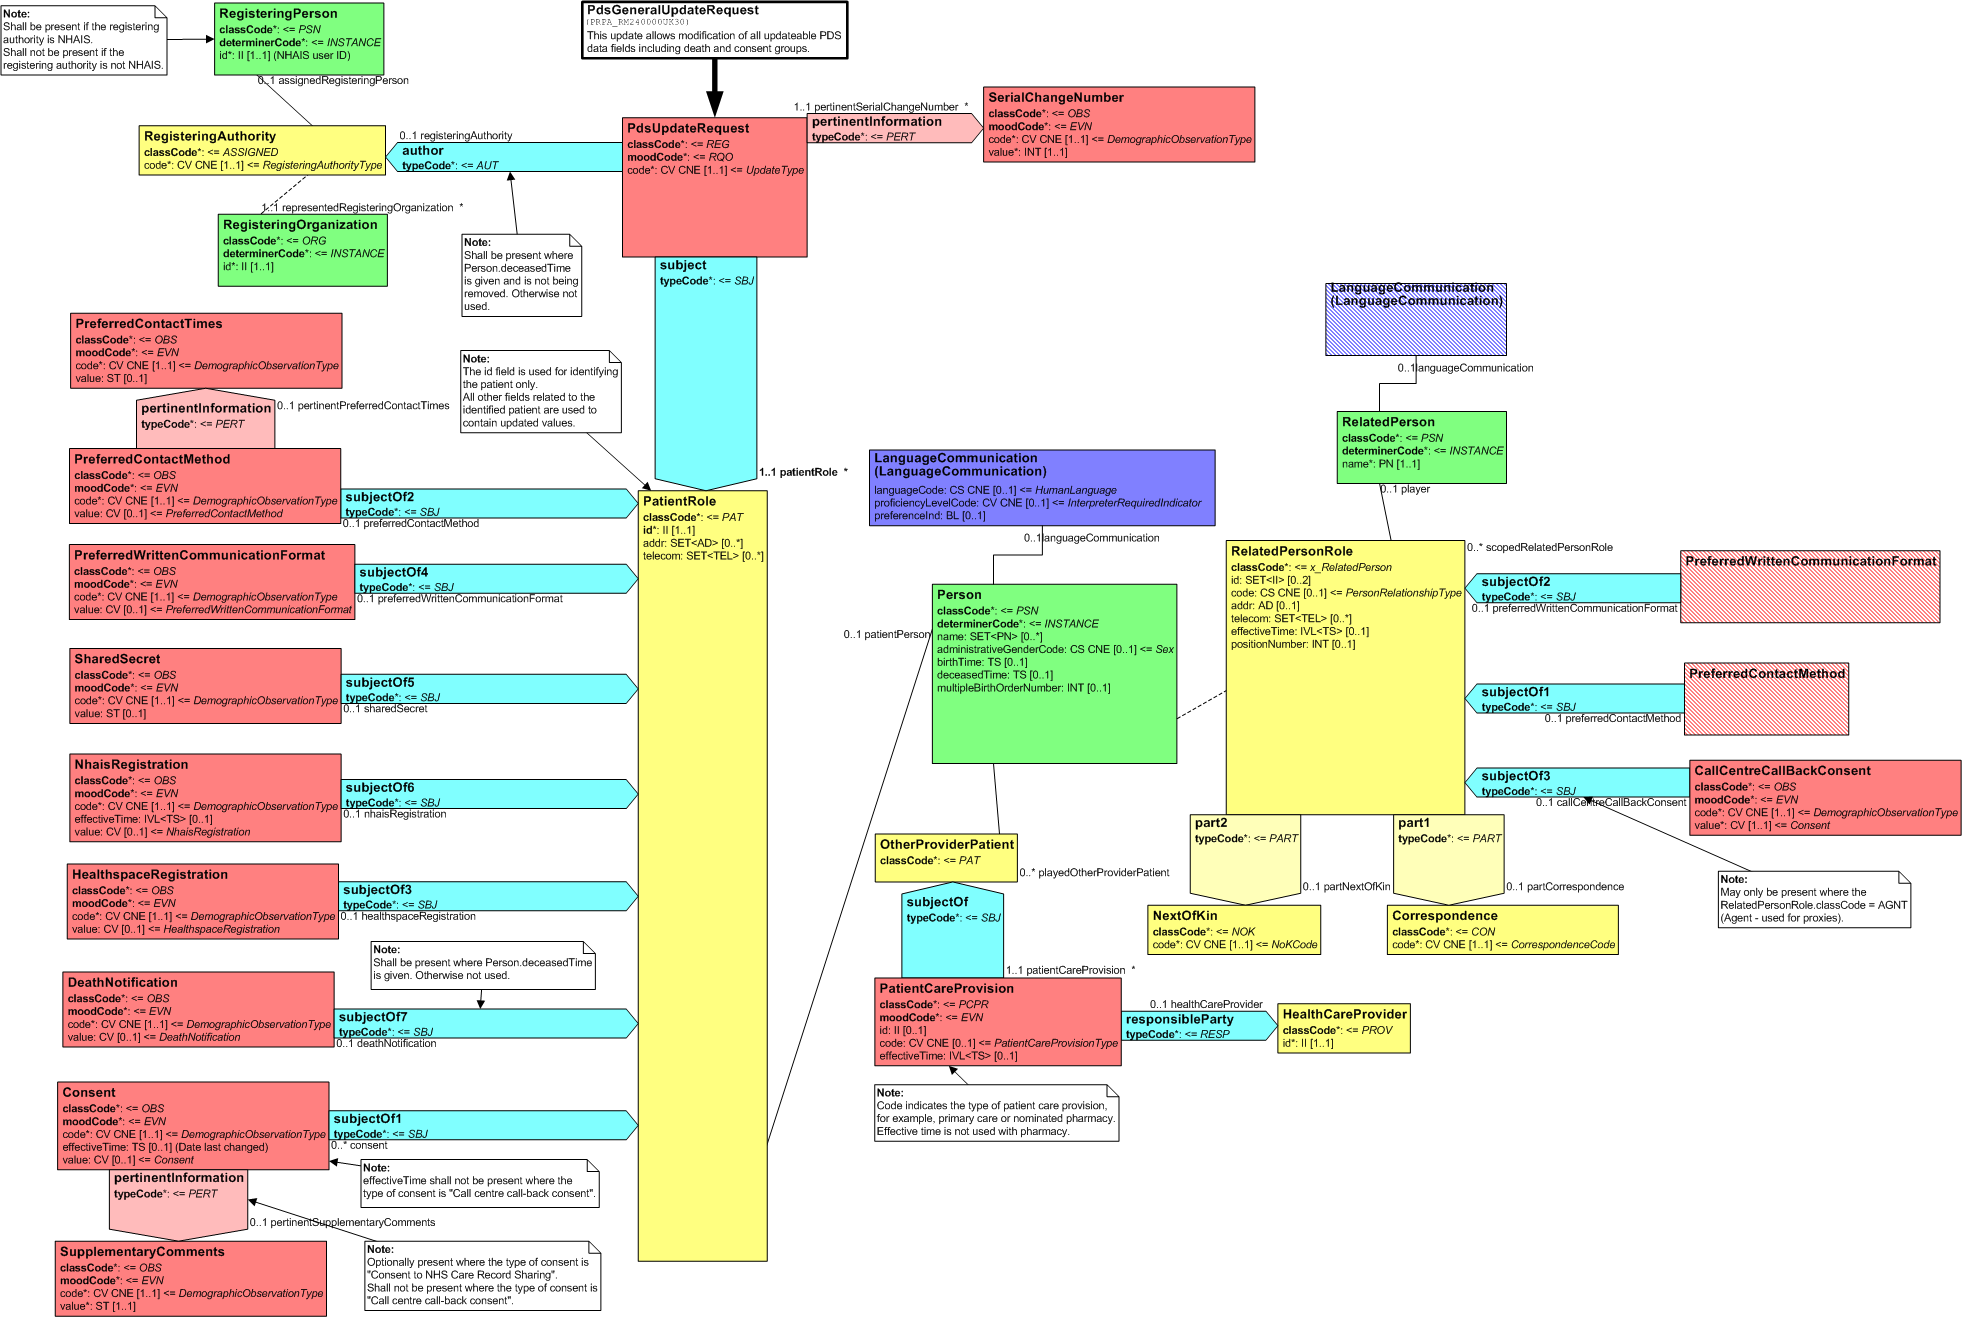 Note:
Shall be present if the registering
authority is NHAIS.
Shall not be present if the
registering authority is not NHAIS.
RegisteringPerson
classCode*: <= PSN
determinerCode*: <= INSTANCE
id*: II [1..1] (NHAIS user ID)
0..1 assignedRegisteringPerson
PdsGeneralUpdateRequest
(PRPA_RM240000UK30)
This update allows modification of all updateable PDS
data fields including death and consent groups.
RegisteringAuthority
classCode*: <= ASSIGNED
code*: CV CNE [1..1] <= RegisteringAuthorityType
0..1 registeringAuthority
author
typeCode*: <= AUT
PdsUpdateRequest
classCode*: <= REG
moodCode*: <= RQO
code*: CV CNE [1..1] <= UpdateType
1..1 pertinentSerialChangeNumber *
pertinentInformation
typeCode*: <= PERT
SerialChangeNumber
classCode*: <= OBS
moodCode*: <= EVN
code*: CV CNE [1..1] <= DemographicObservationType
value*: INT [1..1]
1..1 representedRegisteringOrganization *
RegisteringOrganization
classCode*: <= ORG
determinerCode*: <= INSTANCE
id*: II [1..1]
Note:
Shall be present where
Person.deceasedTime
is given and is not being
removed. Otherwise not
used.
subject
typeCode*: <= SBJ
1..1 patientRole *
PreferredContactTimes
classCode*: <= OBS
moodCode*: <= EVN
code*: CV CNE [1..1] <= DemographicObservationType
value: ST [0..1]
pertinentInformation
typeCode*: <= PERT
0..1 pertinentPreferredContactTimes
Note:
The id field is used for identifying
the patient only.
All other fields related to the
identified patient are used to
contain updated values.
PreferredContactMethod
classCode*: <= OBS
moodCode*: <= EVN
code*: CV CNE [1..1] <= DemographicObservationType
value: CV [0..1] <= PreferredContactMethod
subjectOf2
typeCode*: <= SBJ
0..1 preferredContactMethod
PatientRole
classCode*: <= PAT
id*: II [1..1]
addr: SET<AD> [0..*]
telecom: SET<TEL> [0..*]
PreferredWrittenCommunicationFormat
classCode*: <= OBS
moodCode*: <= EVN
code*: CV CNE [1..1] <= DemographicObservationType
value: CV [0..1] <= PreferredWrittenCommunicationFormat
subjectOf4
typeCode*: <= SBJ
0..1 preferredWrittenCommunicationFormat
SharedSecret
classCode*: <= OBS
moodCode*: <= EVN
code*: CV CNE [1..1] <= DemographicObservationType
value: ST [0..1]
subjectOf5
typeCode*: <= SBJ
0..1 sharedSecret
NhaisRegistration
classCode*: <= OBS
moodCode*: <= EVN
code*: CV CNE [1..1] <= DemographicObservationType
effectiveTime: IVL<TS> [0..1]
value: CV [0..1] <= NhaisRegistration
subjectOf6
typeCode*: <= SBJ
0..1 nhaisRegistration
HealthspaceRegistration
classCode*: <= OBS
moodCode*: <= EVN
code*: CV CNE [1..1] <= DemographicObservationType
value: CV [0..1] <= HealthspaceRegistration
subjectOf3
typeCode*: <= SBJ
0..1 healthspaceRegistration
Note:
Shall be present where Person.deceasedTime
is given. Otherwise not used.
DeathNotification
classCode*: <= OBS
moodCode*: <= EVN
code*: CV CNE [1..1] <= DemographicObservationType
value: CV [0..1] <= DeathNotification
subjectOf7
typeCode*: <= SBJ
0..1 deathNotification
Consent
classCode*: <= OBS
moodCode*: <= EVN
code*: CV CNE [1..1] <= DemographicObservationType
effectiveTime: TS [0..1] (Date last changed)
value: CV [0..1] <= Consent
subjectOf1
typeCode*: <= SBJ
0..* consent
Note:
effectiveTime shall not be present where the
type of consent is "Call centre call-back consent".
pertinentInformation
typeCode*: <= PERT
0..1 pertinentSupplementaryComments
SupplementaryComments
classCode*: <= OBS
moodCode*: <= EVN
code*: CV CNE [1..1] <= DemographicObservationType
value*: ST [1..1]
Note:
Optionally present where the type of consent is
"Consent to NHS Care Record Sharing".
Shall not be present where the type of consent is
"Call centre call-back consent".
LanguageCommunication
(LanguageCommunication)
languageCode: CS CNE [0..1] <= HumanLanguage
proficiencyLevelCode: CV CNE [0..1] <= InterpreterRequiredIndicator
preferenceInd: BL [0..1]
0..1languageCommunication
0..1 patientPerson
Person
classCode*: <= PSN
determinerCode*: <= INSTANCE
name: SET<PN> [0..*]
administrativeGenderCode: CS CNE [0..1] <= Sex
birthTime: TS [0..1]
deceasedTime: TS [0..1]
multipleBirthOrderNumber: INT [0..1]
OtherProviderPatient
classCode*: <= PAT
0..* playedOtherProviderPatient
subjectOf
typeCode*: <= SBJ
1..1 patientCareProvision *
PatientCareProvision
classCode*: <= PCPR
moodCode*: <= EVN
id: II [0..1]
code: CV CNE [0..1] <= PatientCareProvisionType
effectiveTime: IVL<TS> [0..1]
0..1 healthCareProvider
responsibleParty
typeCode*: <= RESP
HealthCareProvider
classCode*: <= PROV
id*: II [1..1]
Note:
Code indicates the type of patient care provision,
for example, primary care or nominated pharmacy.
Effective time is not used with pharmacy.
LanguageCommunication
(LanguageCommunication)
0..1languageCommunication
RelatedPerson
classCode*: <= PSN
determinerCode*: <= INSTANCE
name*: PN [1..1]
0..1 player
RelatedPersonRole
classCode*: <= x_RelatedPerson
id: SET<II> [0..2]
code: CS CNE [0..1] <= PersonRelationshipType
addr: AD [0..1]
telecom: SET<TEL> [0..*]
effectiveTime: IVL<TS> [0..1]
positionNumber: INT [0..1]
0..* scopedRelatedPersonRole
subjectOf2
typeCode*: <= SBJ
0..1 preferredWrittenCommunicationFormat
PreferredWrittenCommunicationFormat
subjectOf1
typeCode*: <= SBJ
0..1 preferredContactMethod
PreferredContactMethod
subjectOf3
typeCode*: <= SBJ
0..1 callCentreCallBackConsent
CallCentreCallBackConsent
classCode*: <= OBS
moodCode*: <= EVN
code*: CV CNE [1..1] <= DemographicObservationType
value*: CV [1..1] <= Consent
part2
typeCode*: <= PART
0..1 partNextOfKin
part1
typeCode*: <= PART
0..1 partCorrespondence
NextOfKin
classCode*: <= NOK
code*: CV CNE [1..1] <= NoKCode
Correspondence
classCode*: <= CON
code*: CV CNE [1..1] <= CorrespondenceCode
Note:
May only be present where the
RelatedPersonRole.classCode = AGNT
(Agent - used for proxies).